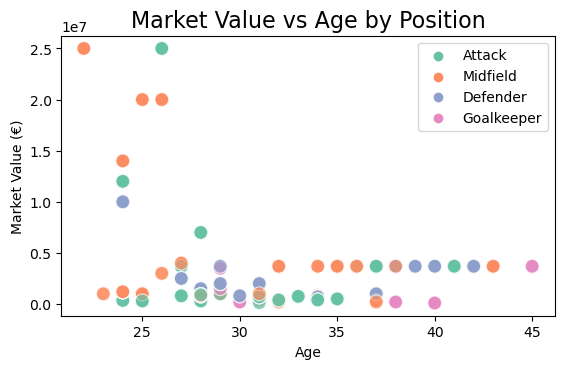 Market Value vs Age by Position
1e7
Attack
Midfield
Defender
Goalkeeper
Market Value (€)
2.5
2.0
1.5
1.0
0.5
0.0
25 30 35 40 45
Age